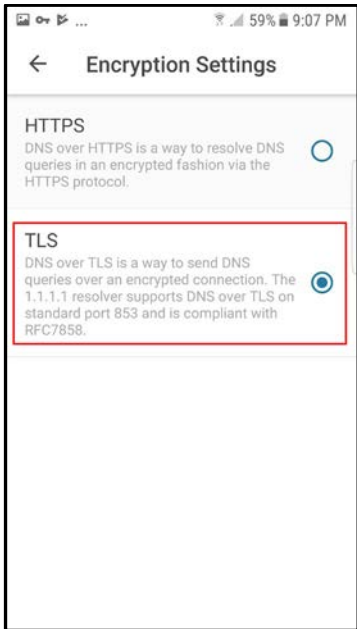 ... 59% 9:07 PM
Encryption Settings
HTTPS
DNS over HTTPS is a way to resolve DNS
queries in an encrypted fashion via the
HTTPS protocol.
TLS
DNS over TLS is a way to send DNS
queries over an encrypted connection. The
1.1.1.1 resolver supports DNS over TLS on
standard port 853 and is compliant with
RFC7858.